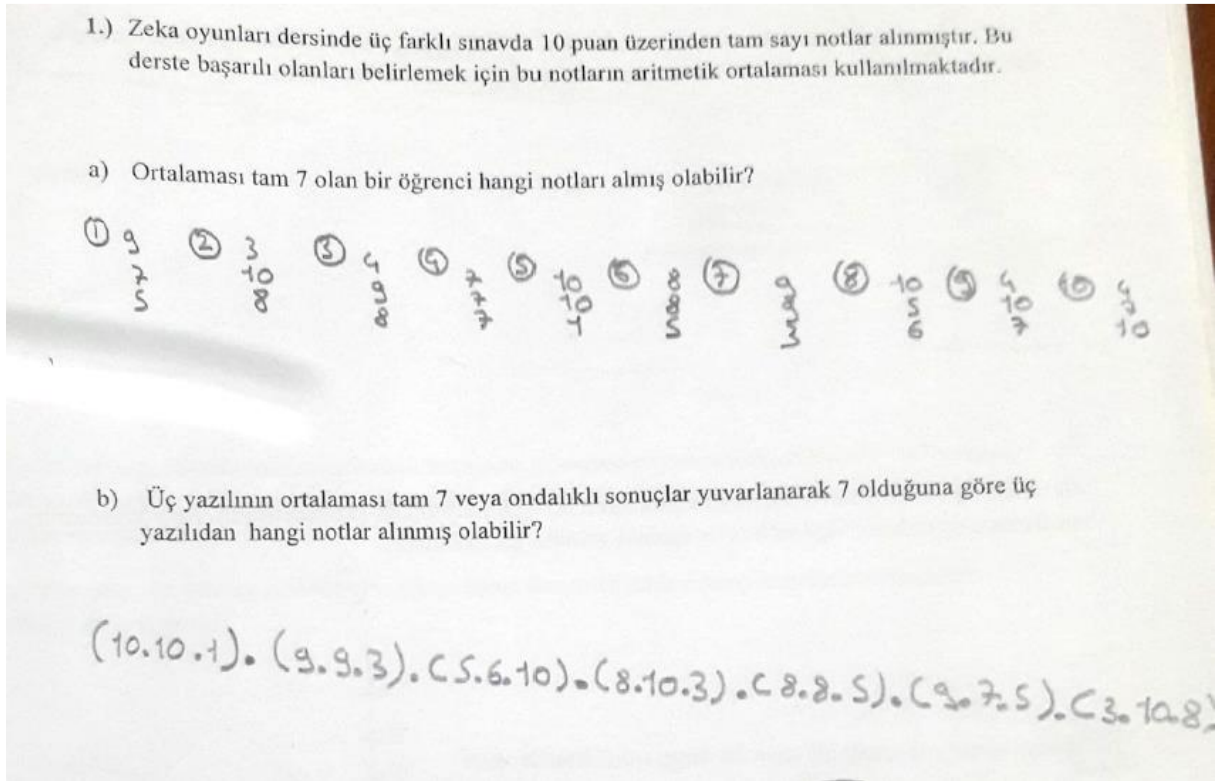 1.) Zeka oyunları dersinde üç farklı sınavda 10 puan üzerinden tam sayı notlar alınmıştır. Bu
derste başarılı olanları belirlemek için bu notların aritmetik ortalaması kullanılmaktadır.
a) Ortalaması tam 7 olan bir öğrenci hangi notları almış olabilir?
① 9 7 5
② 3 10 8
③ 4 9 8
④ 7 7 7
⑤ 10 10 1
⑥ 8 8 5
⑦ 9 9 3
⑧ 10 5 6
⑨ 4 10 7
⑩ 4 7 10
b) Üç yazılının ortalaması tam 7 veya ondalıklı sonuçlar yuvarlanarak 7 olduğuna göre üç
yazılıdan hangi notlar alınmış olabilir?
(10.10.1). (9.9.3). (5.6.10). (8.10.3). (8.8.5). (9.7.5). (3.10.8)